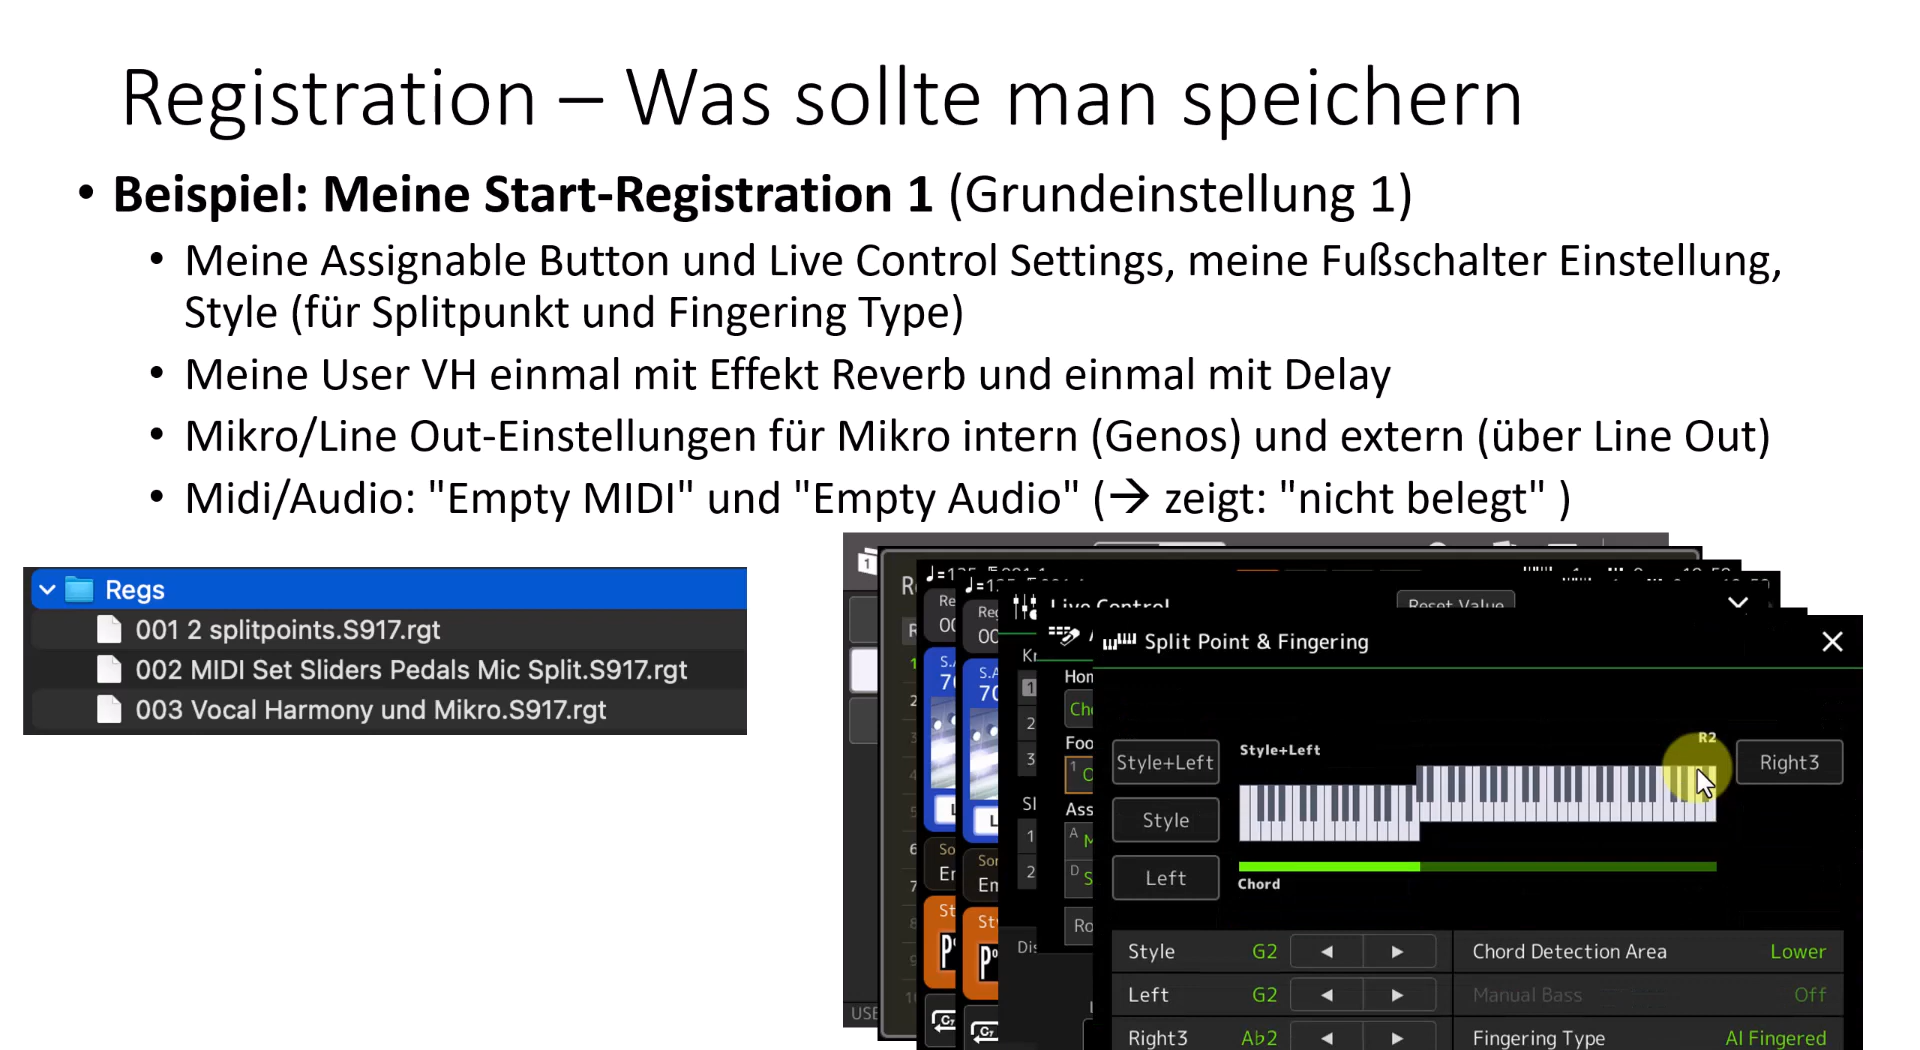 Registration – Was sollte man speichern
• Beispiel: Meine Start-Registration 1 (Grundeinstellung 1)
• Meine Assignable Button und Live Control Settings, meine Fußschalter Einstellung,
Style (für Splitpunkt und Fingering Type)
• Meine User VH einmal mit Effekt Reverb und einmal mit Delay
• Mikro/Line Out-Einstellungen für Mikro intern (Genos) und extern (über Line Out)
• Midi/Audio: "Empty MIDI" und "Empty Audio" (→ zeigt: "nicht belegt" )
Regs
001 2 splitpoints.S917.rgt
002 MIDI Set Sliders Pedals Mic Split.S917.rgt
003 Vocal Harmony und Mikro.S917.rgt
Live Control
Reset Value
Split Point & Fingering
Style+Left
Style
Left
Style+Left
R2
Right3
Chord
Style G2
Chord Detection Area Lower
Left G2
Manual Bass Off
Right3 A♭2
Fingering Type AI Fingered